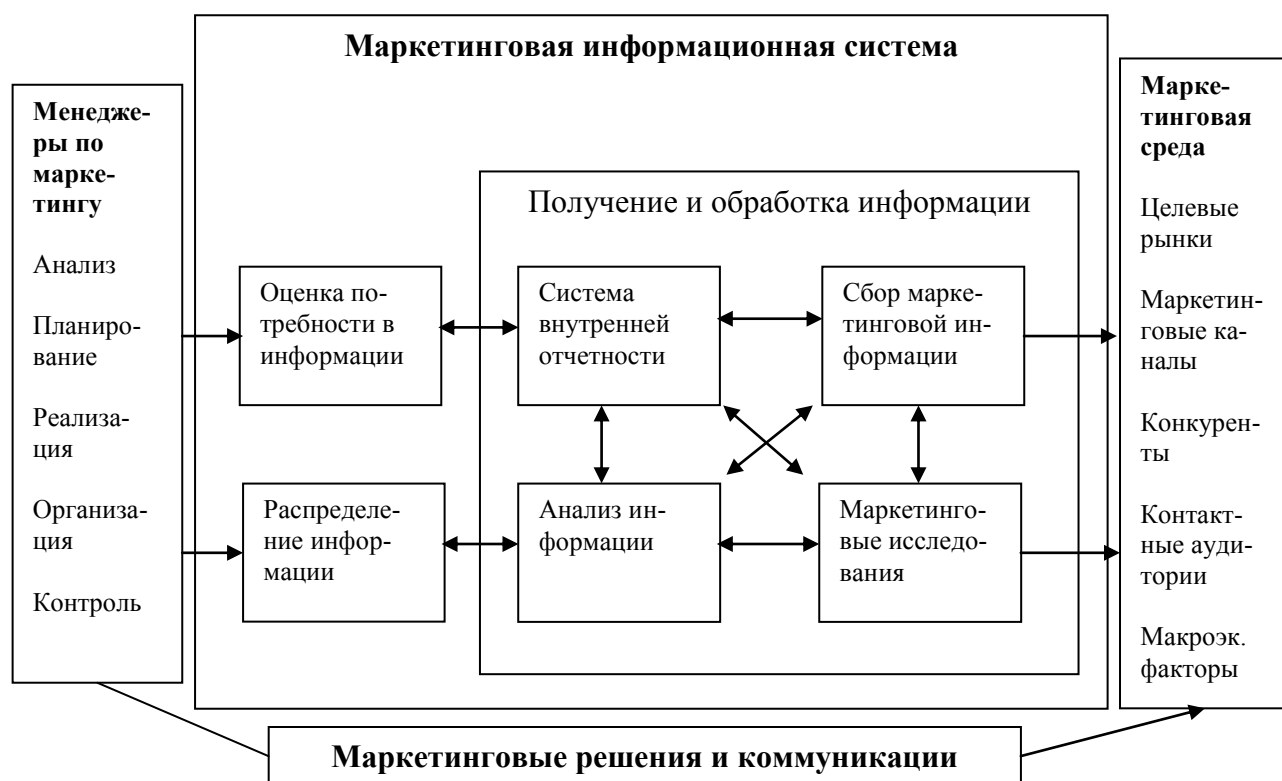 Маркетинговая информационная система
Менедже-
ры по
марке-
тингу
Анализ
Планиро-
вание
Реализа-
ция
Организа-
ция
Контроль
Оценка по-
требности в
информации
Распределе-
ние инфор-
мации
Получение и обработка информации
Система
внутренней
отчетности
Сбор марке-
тинговой ин-
формации
Анализ ин-
формации
Маркетинго-
вые исследо-
вания
Марке-
тинговая
среда
Целевые
рынки
Маркетин-
говые ка-
налы
Конкурен-
ты
Контакт-
ные ауди-
тории
Макроэк.
факторы
Маркетинговые решения и коммуникации